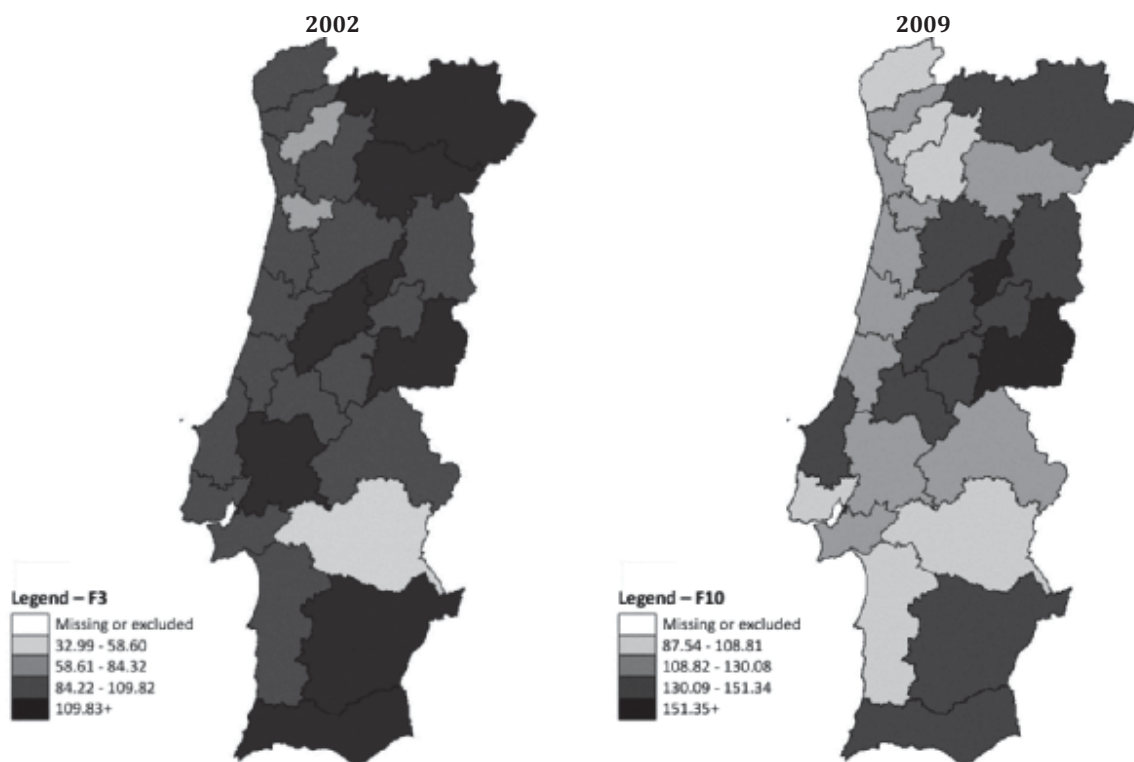 2002
2009
Legend – F3
Missing or excluded
32.99 - 58.60
58.61 - 84.32
84.22 - 109.82
109.83+
Legend – F10
Missing or excluded
87.54 - 108.81
108.82 - 130.08
130.09 - 151.34
151.35+